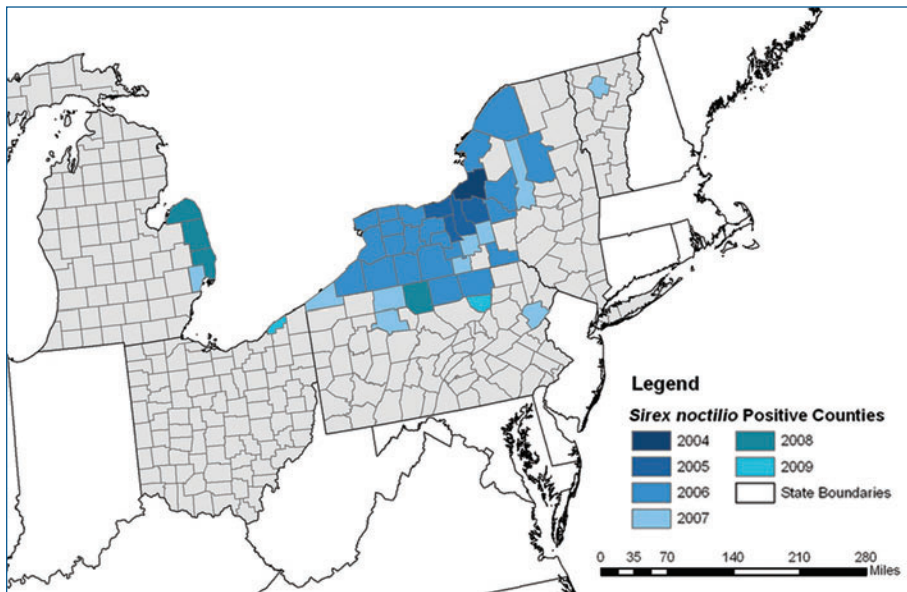 Legend
Sirex noctilio Positive Counties
2004
2008
2005
2009
2006
State Boundaries
2007
0 35 70 140 210 280
Miles